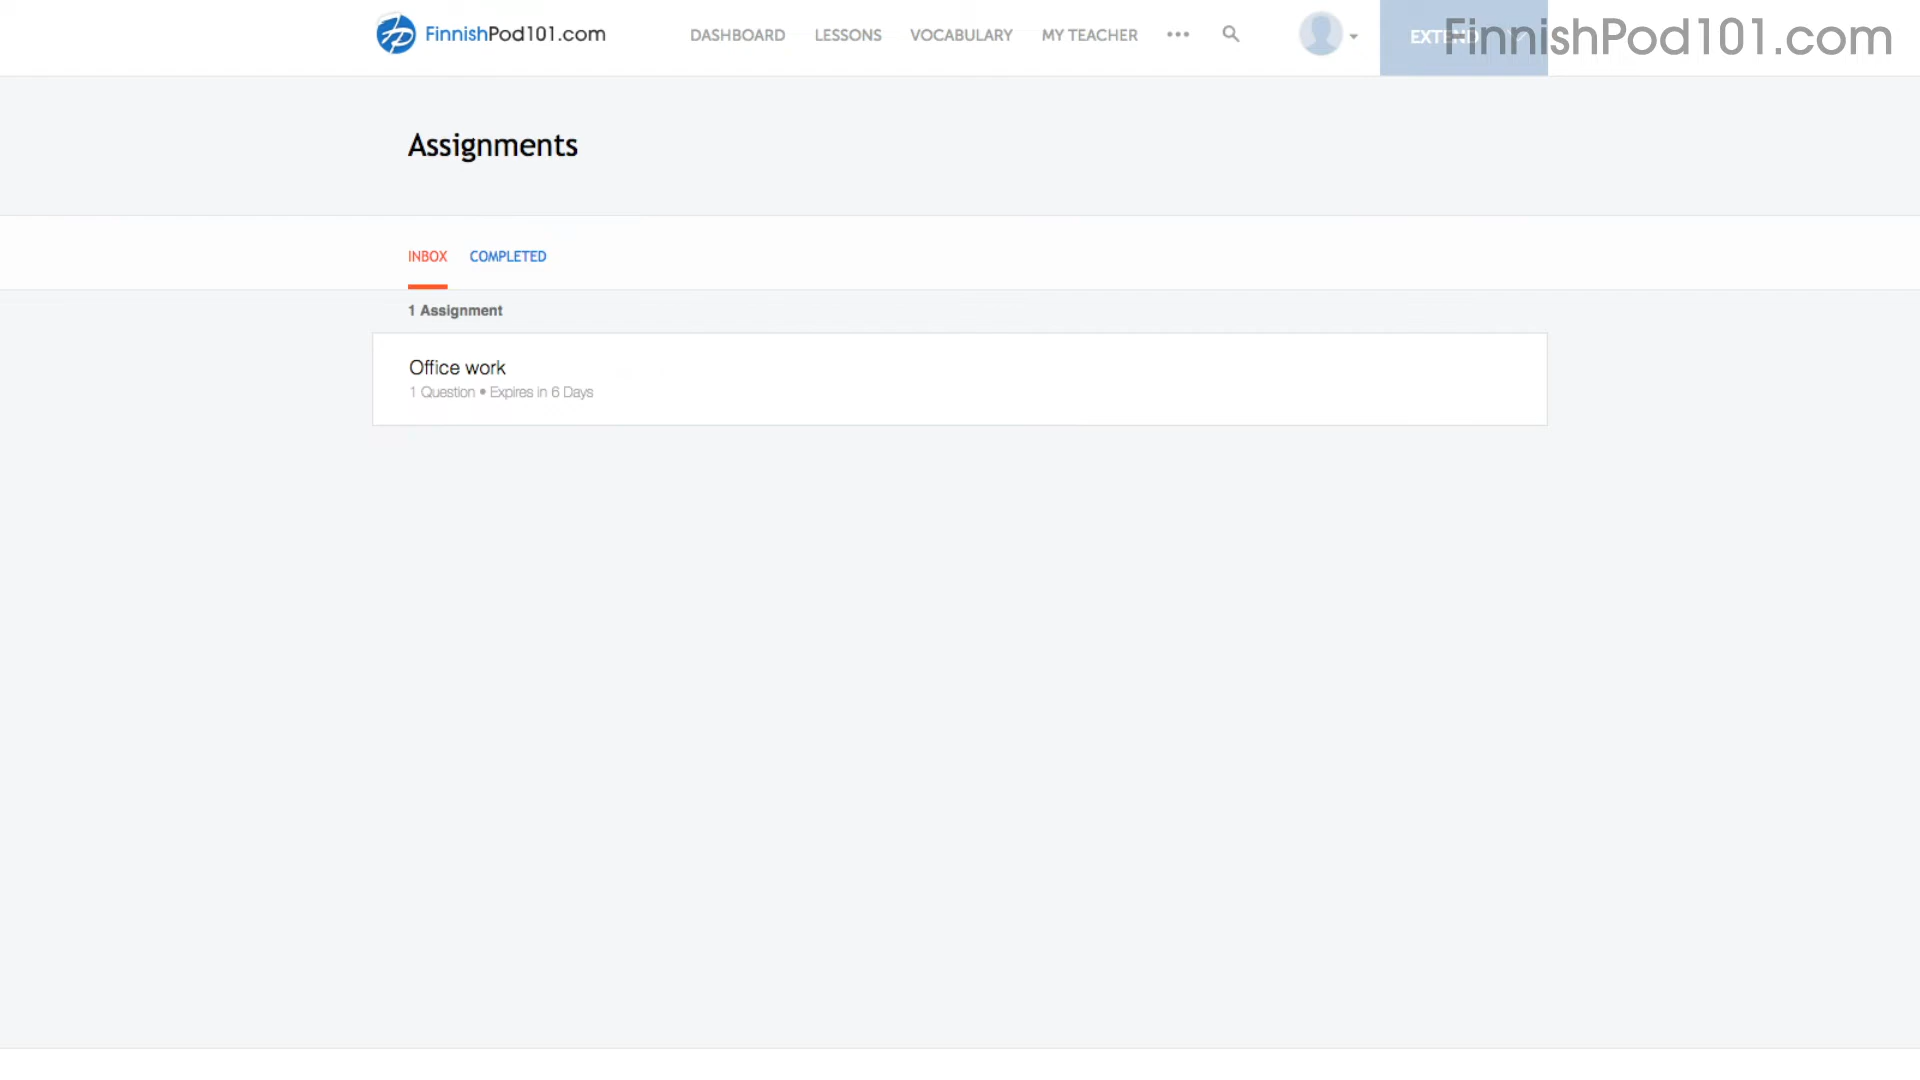 FinnishPod101.com
DASHBOARD LESSONS VOCABULARY MY TEACHER
EXTEND
FinnishPod101.com
Assignments
INBOX COMPLETED
1 Assignment
Office work
1 Question • Expires in 6 Days